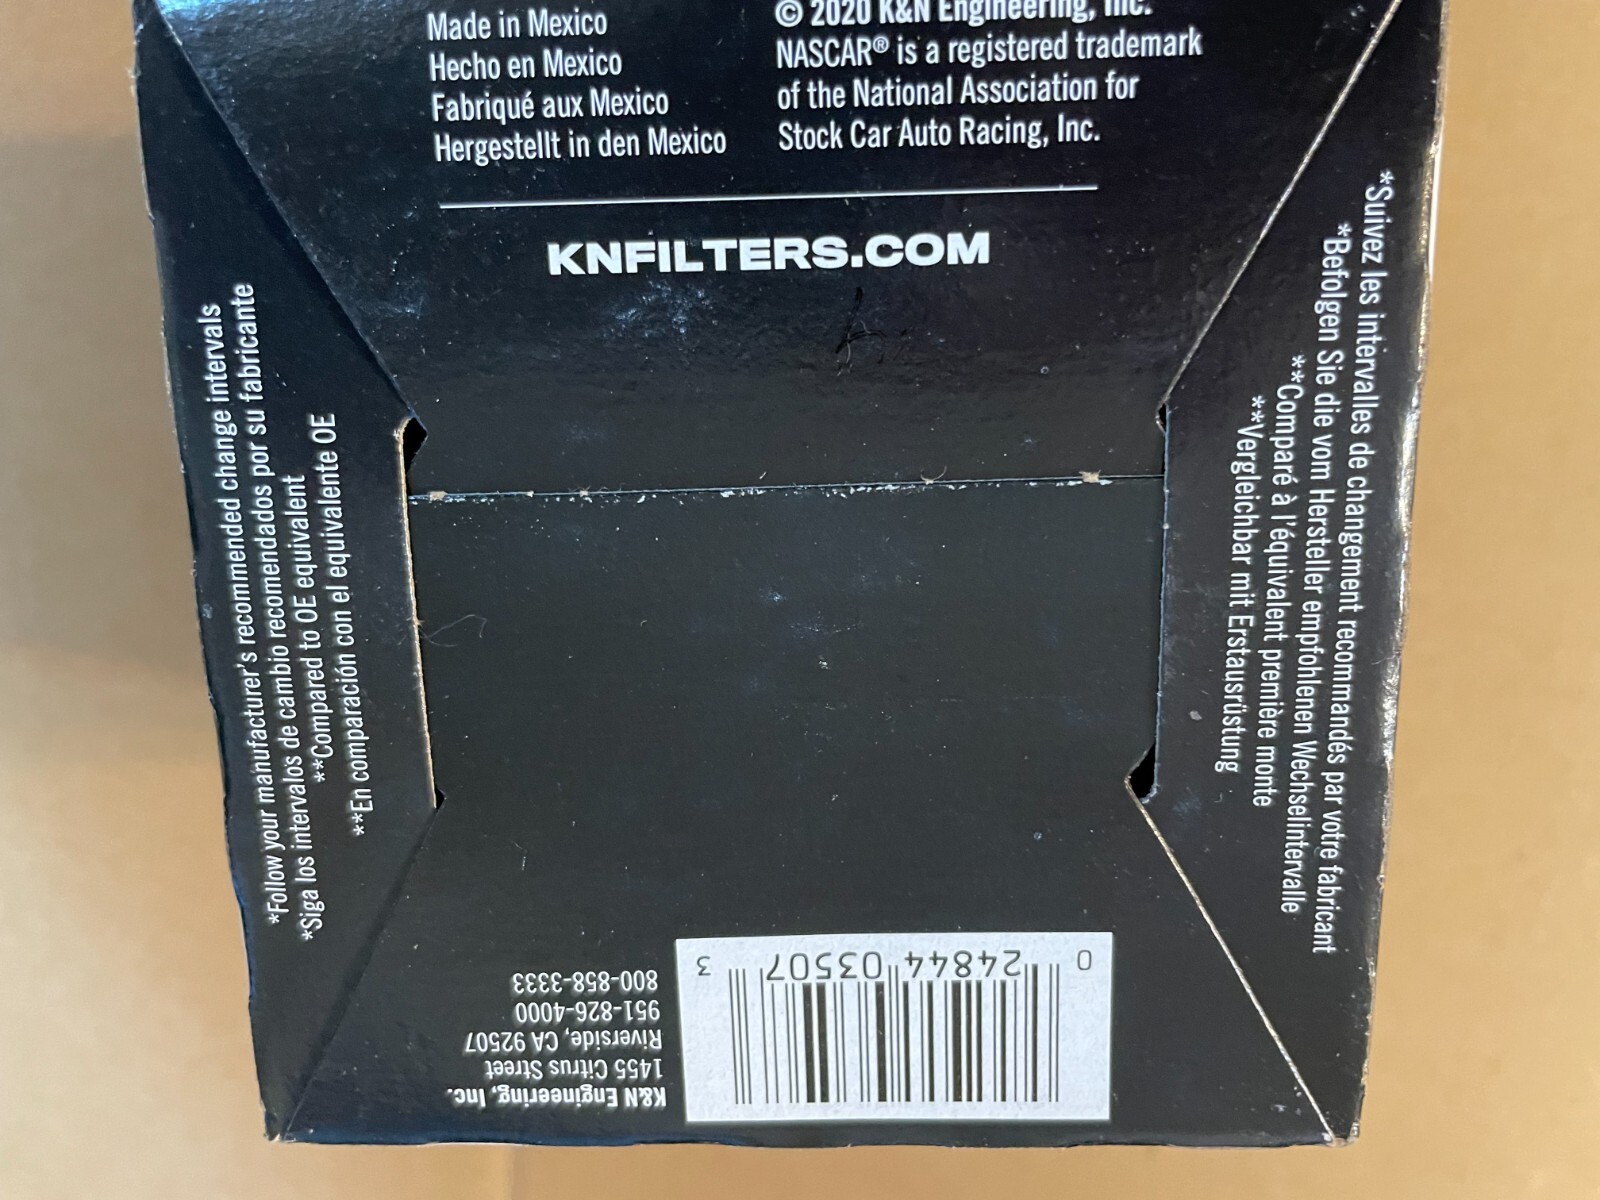 Made in Mexico
Hecho en Mexico
Fabriqué aux Mexico
Hergestellt in den Mexico
© 2020 K&N Engineering, Inc.
NASCAR® is a registered trademark
of the National Association for
Stock Car Auto Racing, Inc.
KNFILTERS.COM
*Follow your manufacturer's recommended change intervals
*Siga los intervalos de cambio recomendados por su fabricante
**Compared to OE equivalent
**En comparación con el equivalente OE
*Suivez les intervalles de changement recommandés par votre fabricant
*Befolgen Sie die vom Hersteller empfohlenen Wechselintervalle
**Comparé à l'équivalent première monte
**Vergleichbar mit Erstausrüstung
K&N Engineering, Inc.
1455 Citrus Street
Riverside, CA 92507
951-826-4000
800-858-3333
0 24844 03507 3